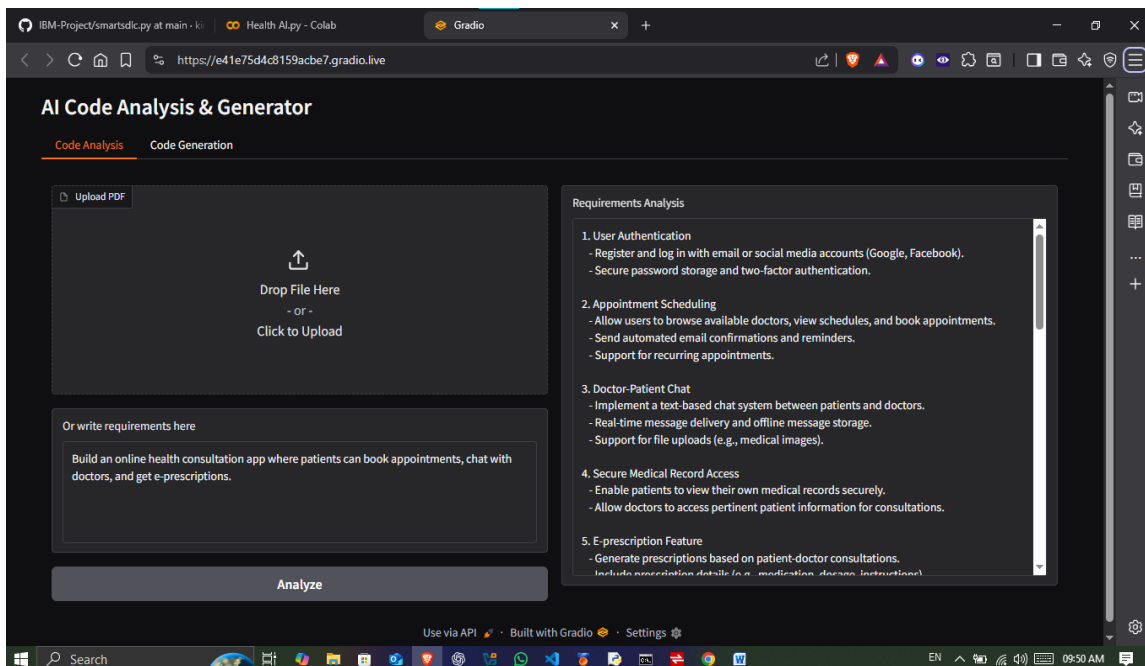 IBM-Project/smartsdlc.py at main · ki
Health AI.py - Colab
Gradio
https://e41e75d4c8159acbe7.gradio.live
AI Code Analysis & Generator
Code Analysis
Code Generation
Upload PDF
Drop File Here
- or -
Click to Upload
Or write requirements here
Build an online health consultation app where patients can book appointments, chat with
doctors, and get e-prescriptions.
Analyze
Requirements Analysis
1. User Authentication
- Register and log in with email or social media accounts (Google, Facebook).
- Secure password storage and two-factor authentication.
2. Appointment Scheduling
- Allow users to browse available doctors, view schedules, and book appointments.
- Send automated email confirmations and reminders.
- Support for recurring appointments.
3. Doctor-Patient Chat
- Implement a text-based chat system between patients and doctors.
- Real-time message delivery and offline message storage.
- Support for file uploads (e.g., medical images).
4. Secure Medical Record Access
- Enable patients to view their own medical records securely.
- Allow doctors to access pertinent patient information for consultations.
5. E-prescription Feature
- Generate prescriptions based on patient-doctor consultations.
- Include prescription details (e.g., medication, dosage, instructions)
Use via API · Built with Gradio · Settings
Search
EN
09:50 AM